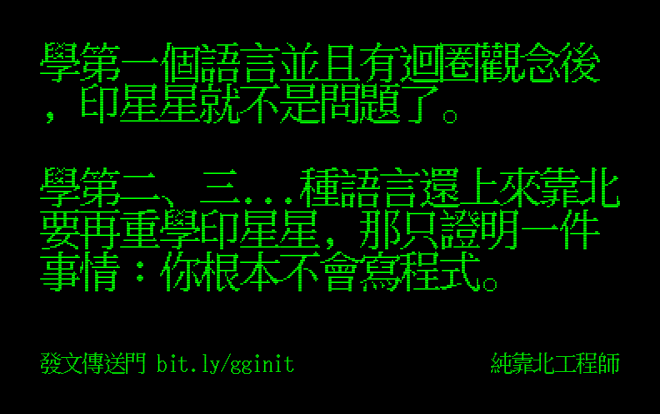 學第一個語言並且有迴圈觀念後
，印星星就不是問題了。
學第二、三...種語言還上來靠北
要再重學印星星，那只證明一件
事情：你根本不會寫程式。
發文傳送門 bit.ly/gginit
純靠北工程師